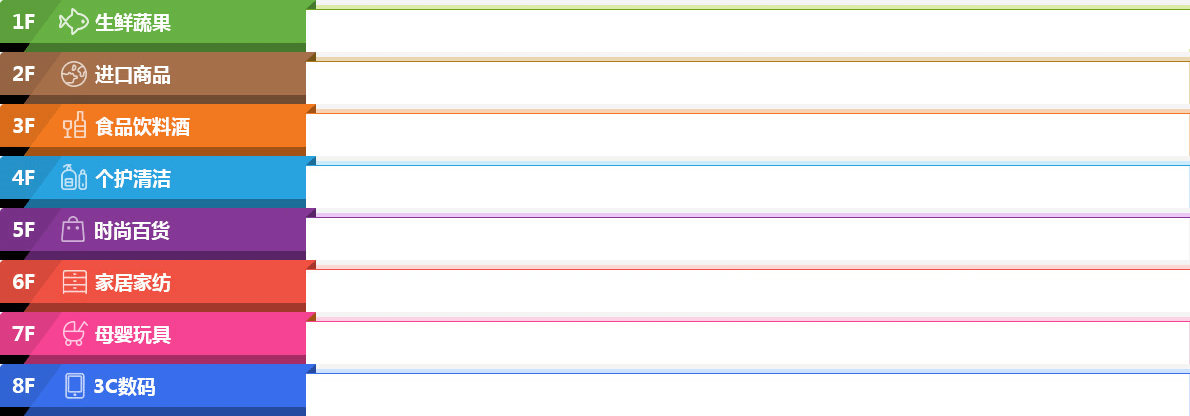 1F 生鲜蔬果
2F 进口商品
3F 食品饮料酒
4F 个护清洁
5F 时尚百货
6F 家居家纺
7F 母婴玩具
8F 3C数码